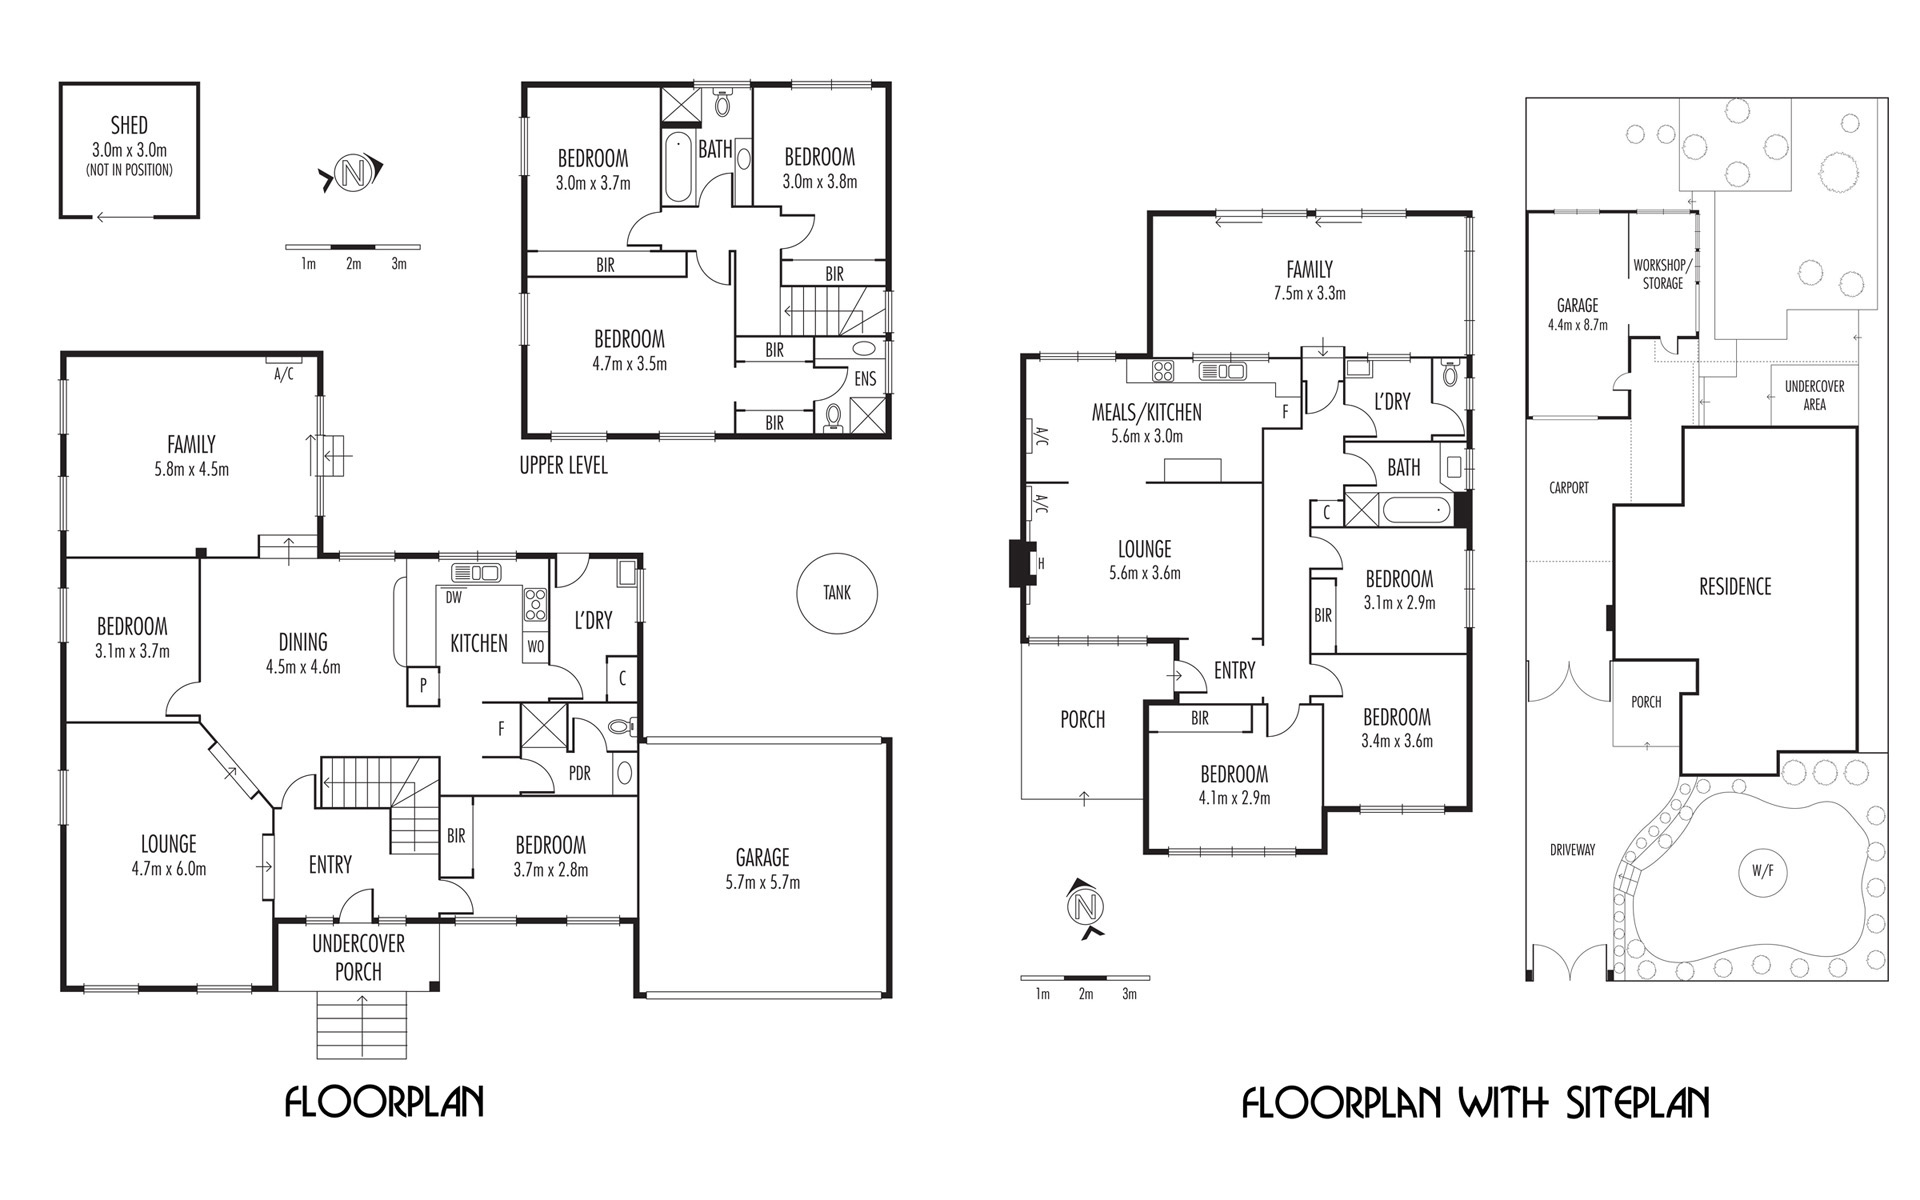 SHED
3.0m x 3.0m
(NOT IN POSITION)
N
1m 2m 3m
BEDROOM
3.0m x 3.7m
BATH
BEDROOM
3.0m x 3.8m
BIR
BIR
BEDROOM
4.7m x 3.5m
BIR
ENS
BIR
UPPER LEVEL
A/C
FAMILY
5.8m x 4.5m
BEDROOM
3.1m x 3.7m
DINING
4.5m x 4.6m
DW
KITCHEN
WO
P
L'DRY
C
F
PDR
TANK
LOUNGE
4.7m x 6.0m
ENTRY
BIR
BEDROOM
3.7m x 2.8m
GARAGE
5.7m x 5.7m
UNDERCOVER
PORCH
FLOORPLAN
FAMILY
7.5m x 3.3m
MEALS/KITCHEN
5.6m x 3.0m
A/C
F
L'DRY
BATH
A/C
C
LOUNGE
5.6m x 3.6m
H
BEDROOM
3.1m x 2.9m
BIR
ENTRY
PORCH
BIR
BEDROOM
3.4m x 3.6m
BEDROOM
4.1m x 2.9m
N
1m 2m 3m
WORKSHOP/
STORAGE
GARAGE
4.4m x 8.7m
UNDERCOVER
AREA
CARPORT
RESIDENCE
PORCH
DRIVEWAY
W/F
FLOORPLAN WITH SITEPLAN